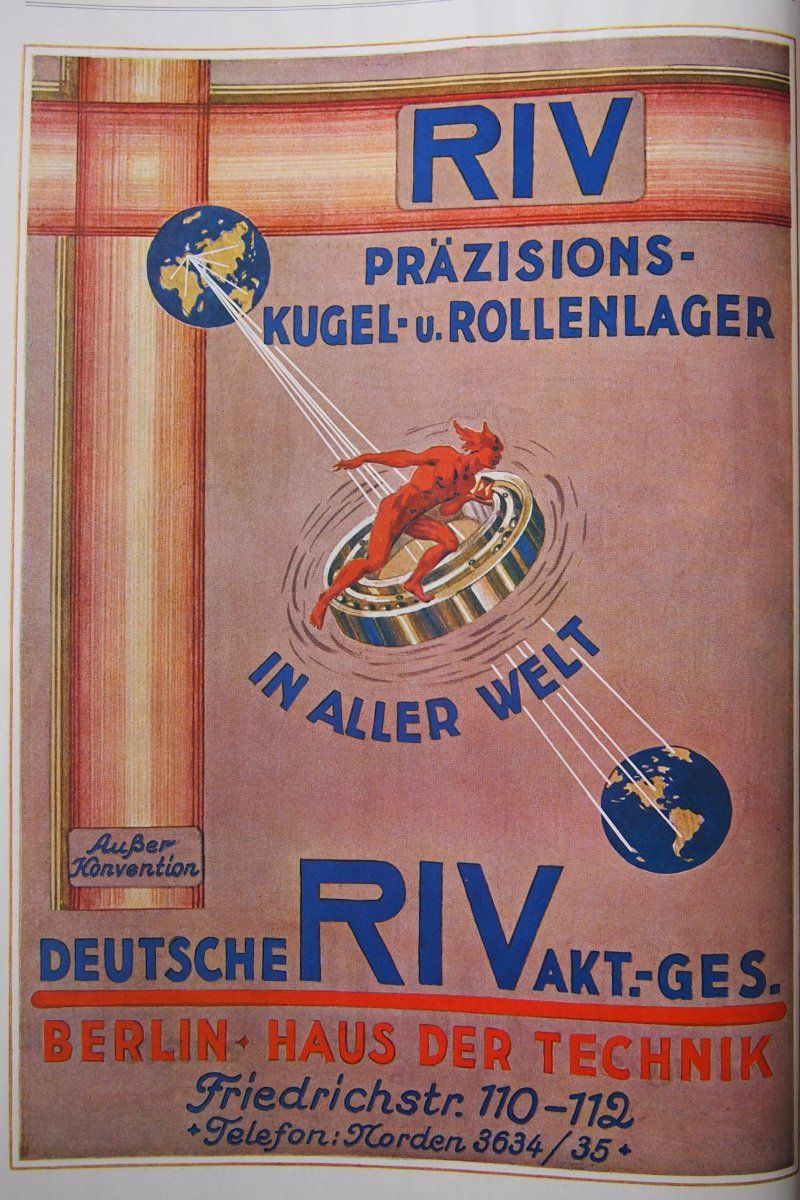 RIV
PRÄZISIONS-
KUGEL- u. ROLLENLAGER
IN ALLER WELT
Außer
Konvention
DEUTSCHE RIV AKT.-GES.
BERLIN · HAUS DER TECHNIK
Friedrichstr. 110-112
Telefon: Norden 3634/35